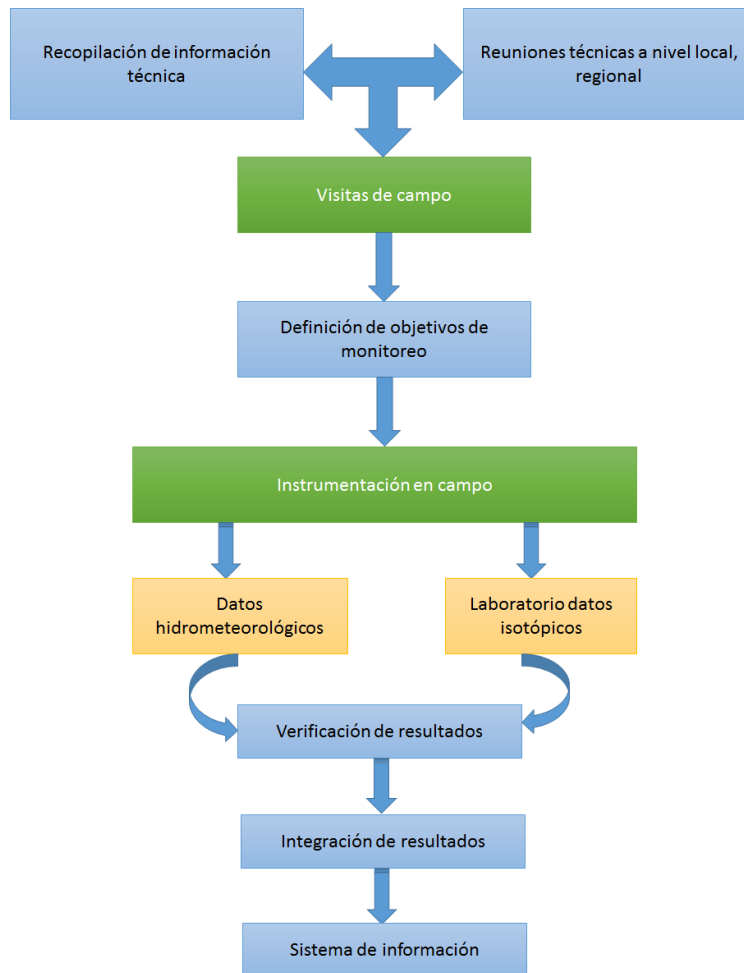 Recopilación de información
técnica
Reuniones técnicas a nivel local,
regional
Visitas de campo
Definición de objetivos de
monitoreo
Instrumentación en campo
Datos
hidrometeorológicos
Laboratorio datos
isotópicos
Verificación de resultados
Integración de resultados
Sistema de información